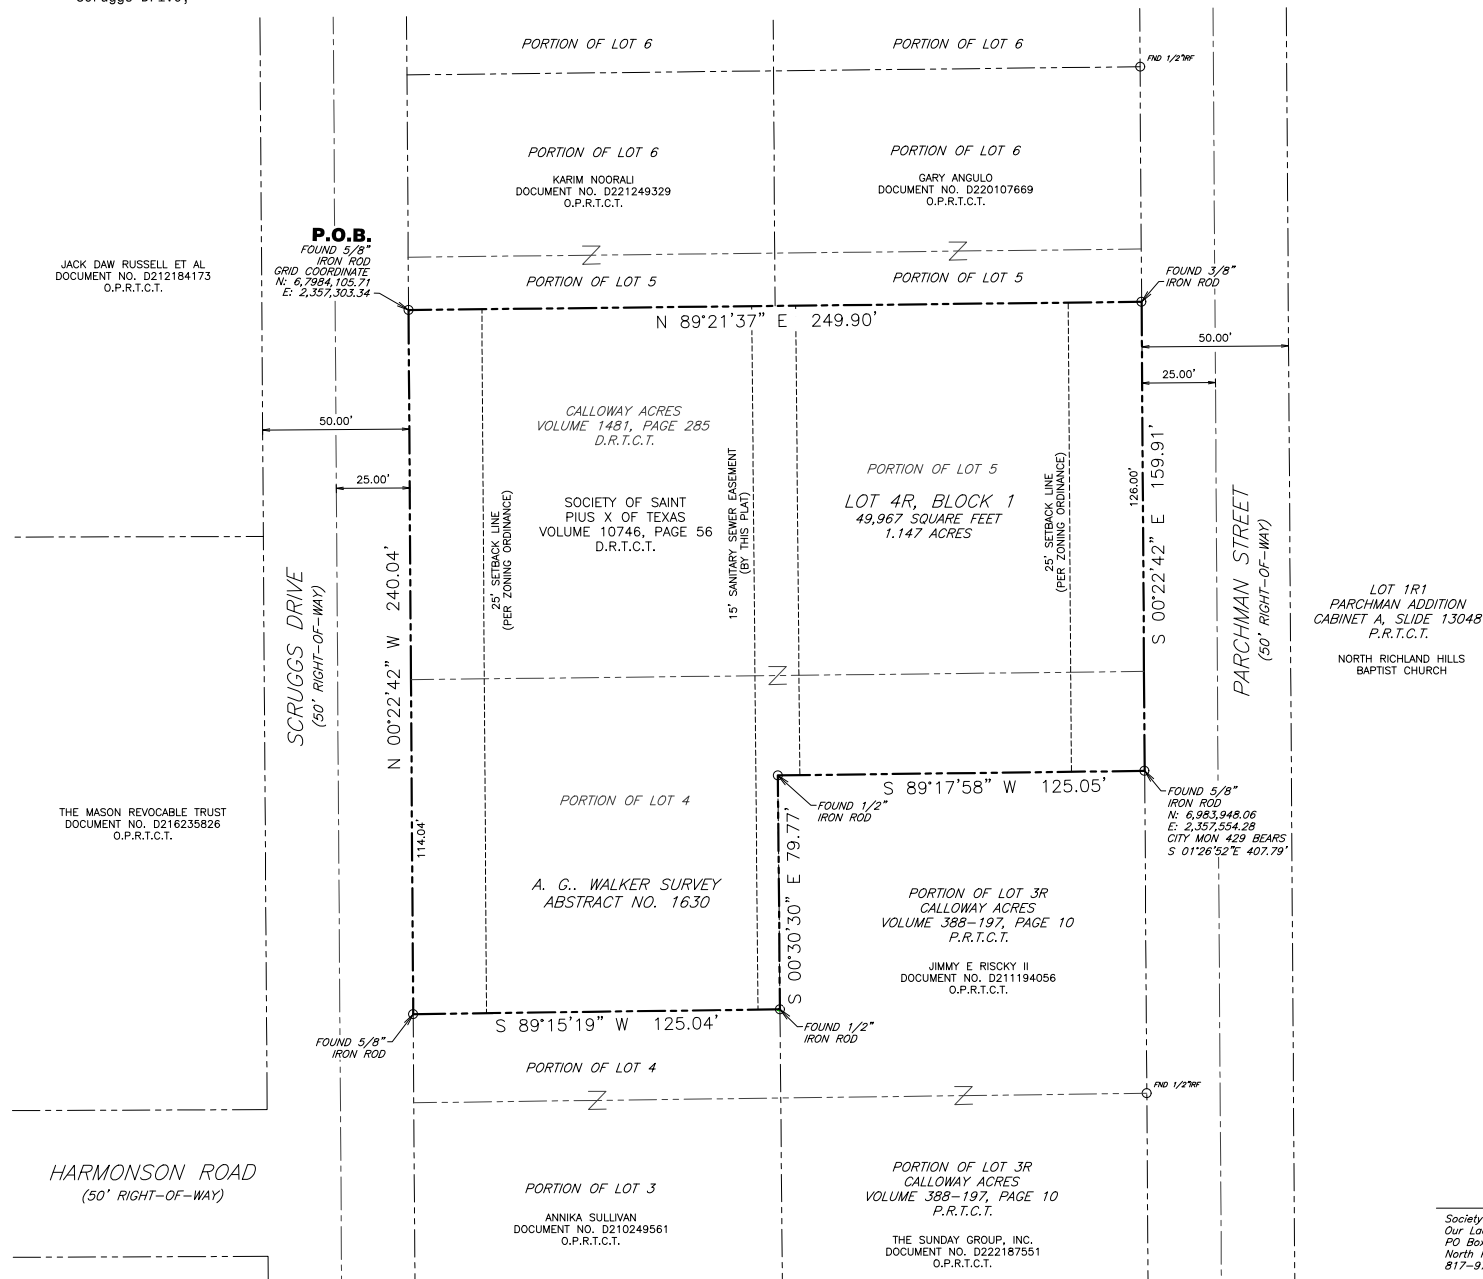 PORTION OF LOT 6
PORTION OF LOT 6
FND 1/2"IRF
PORTION OF LOT 6
KARIM NOORALI
DOCUMENT NO. D221249329
O.P.R.T.C.T.
PORTION OF LOT 6
GARY ANGULO
DOCUMENT NO. D220107669
O.P.R.T.C.T.
P.O.B.
FOUND 5/8"
IRON ROD
GRID COORDINATE
N: 6,7984,105.71
E: 2,357,303.34
JACK DAW RUSSELL ET AL
DOCUMENT NO. D212184173
O.P.R.T.C.T.
PORTION OF LOT 5
PORTION OF LOT 5
FOUND 3/8"
IRON ROD
N 89°21'37" E 249.90'
50.00'
25.00'
50.00'
25.00'
CALLOWAY ACRES
VOLUME 1481, PAGE 285
D.R.T.C.T.
SOCIETY OF SAINT
PIUS X OF TEXAS
VOLUME 10746, PAGE 56
D.R.T.C.T.
25' SETBACK LINE
(PER ZONING ORDINANCE)
15' SANITARY SEWER EASEMENT
(BY THIS PLAT)
PORTION OF LOT 5
LOT 4R, BLOCK 1
49,967 SQUARE FEET
1.147 ACRES
25' SETBACK LINE
(PER ZONING ORDINANCE)
126.00'
S 00°22'42" E 159.91'
PARCHMAN STREET
(50' RIGHT-OF-WAY)
SCRUGGS DRIVE
(50' RIGHT-OF-WAY)
N 00°22'42" W 240.04'
LOT 1R1
PARCHMAN ADDITION
CABINET A, SLIDE 13048
P.R.T.C.T.
NORTH RICHLAND HILLS
BAPTIST CHURCH
THE MASON REVOCABLE TRUST
DOCUMENT NO. D216235826
O.P.R.T.C.T.
114.04'
PORTION OF LOT 4
A. G.. WALKER SURVEY
ABSTRACT NO. 1630
S 89°17'58" W 125.05'
FOUND 1/2"
IRON ROD
S 00°30'30" E 79.77'
FOUND 5/8"
IRON ROD
N: 6,983,948.06
E: 2,357,554.28
CITY MON 429 BEARS
S 01°26'52"E 407.79'
PORTION OF LOT 3R
CALLOWAY ACRES
VOLUME 388-197, PAGE 10
P.R.T.C.T.
JIMMY E RISCKY II
DOCUMENT NO. D211194056
O.P.R.T.C.T.
S 89°15'19" W 125.04'
FOUND 5/8"
IRON ROD
FOUND 1/2"
IRON ROD
PORTION OF LOT 4
FND 1/2"IRF
HARMONSON ROAD
(50' RIGHT-OF-WAY)
PORTION OF LOT 3
ANNIKA SULLIVAN
DOCUMENT NO. D210249561
O.P.R.T.C.T.
PORTION OF LOT 3R
CALLOWAY ACRES
VOLUME 388-197, PAGE 10
P.R.T.C.T.
THE SUNDAY GROUP, INC.
DOCUMENT NO. D222187551
O.P.R.T.C.T.
Society
Our
PO
North